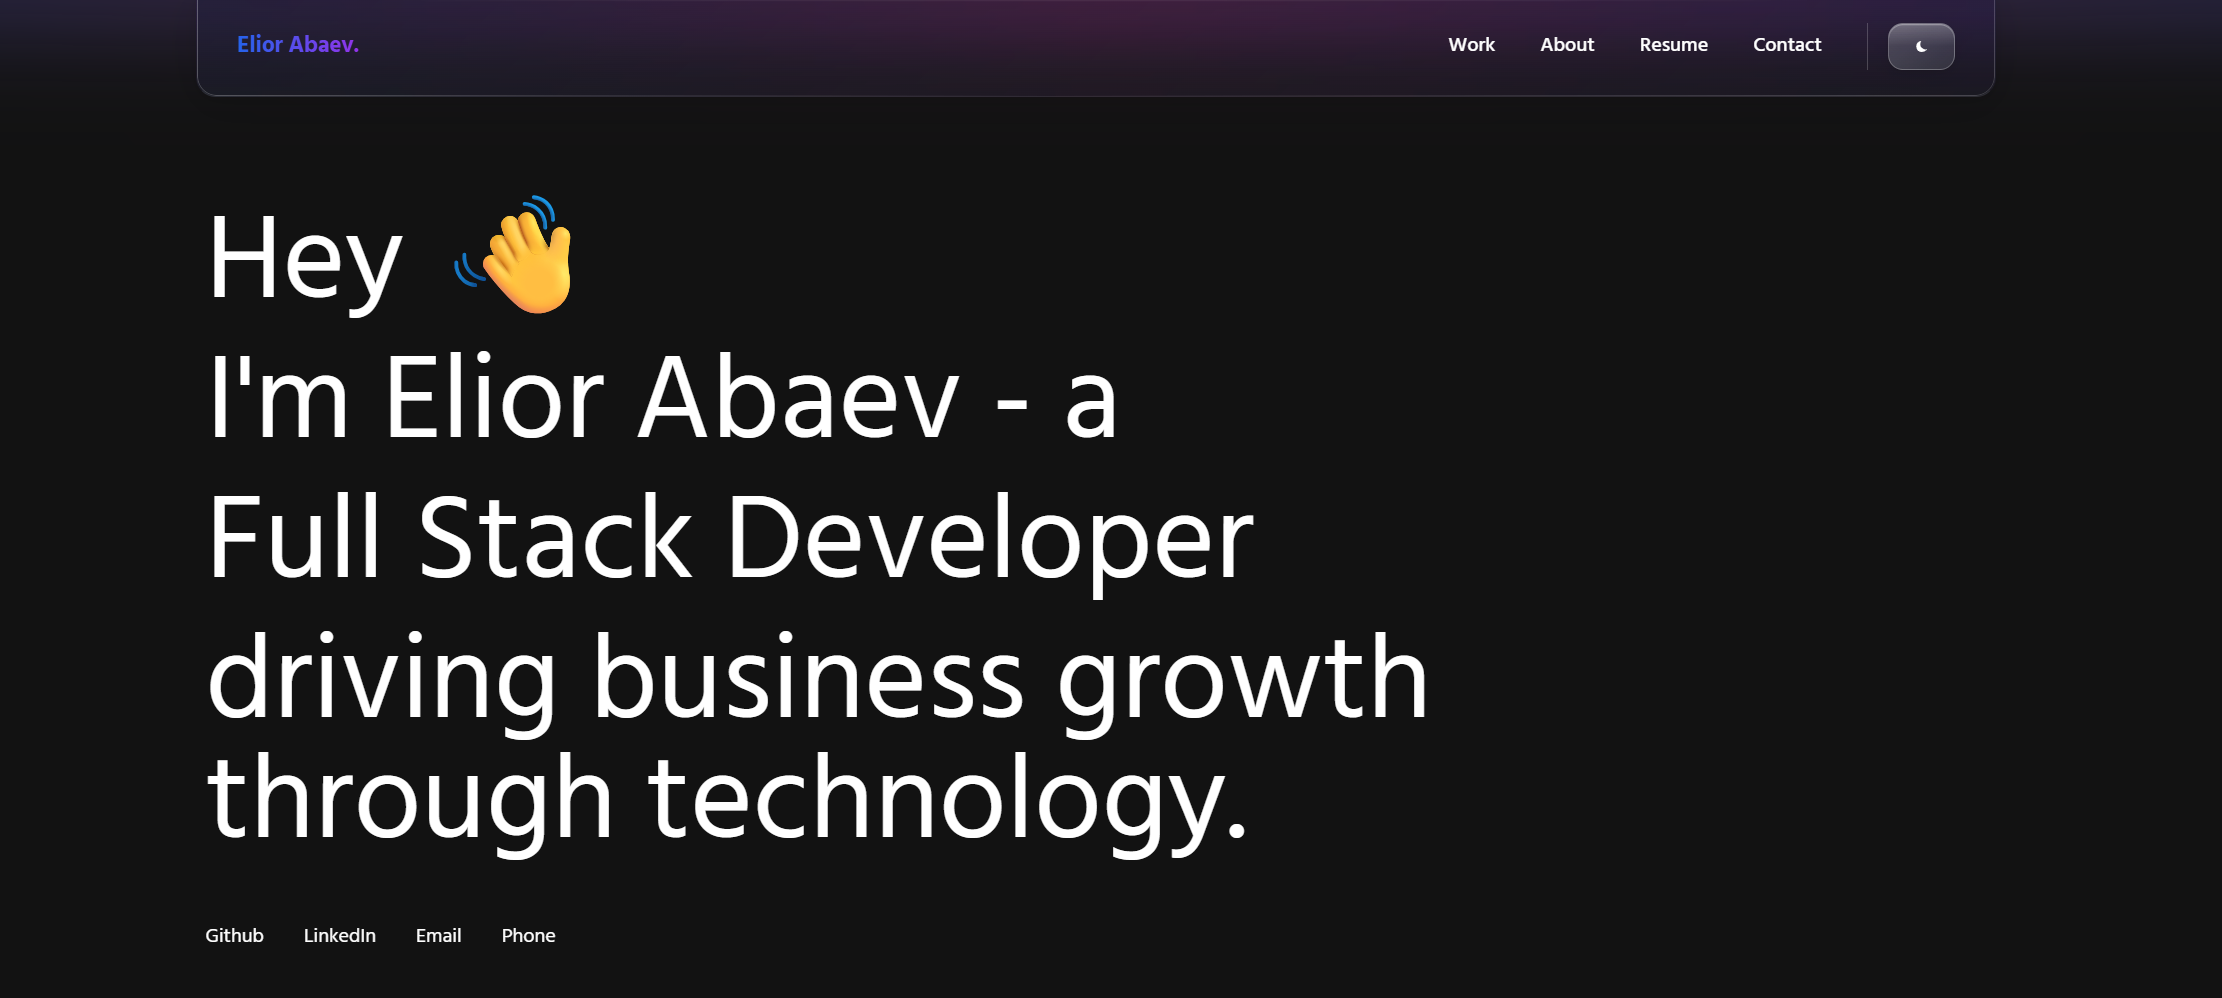 Elior Abaev.
Work About Resume Contact
Hey 👋
I'm Elior Abaev - a
Full Stack Developer
driving business growth
through technology.
Github LinkedIn Email Phone